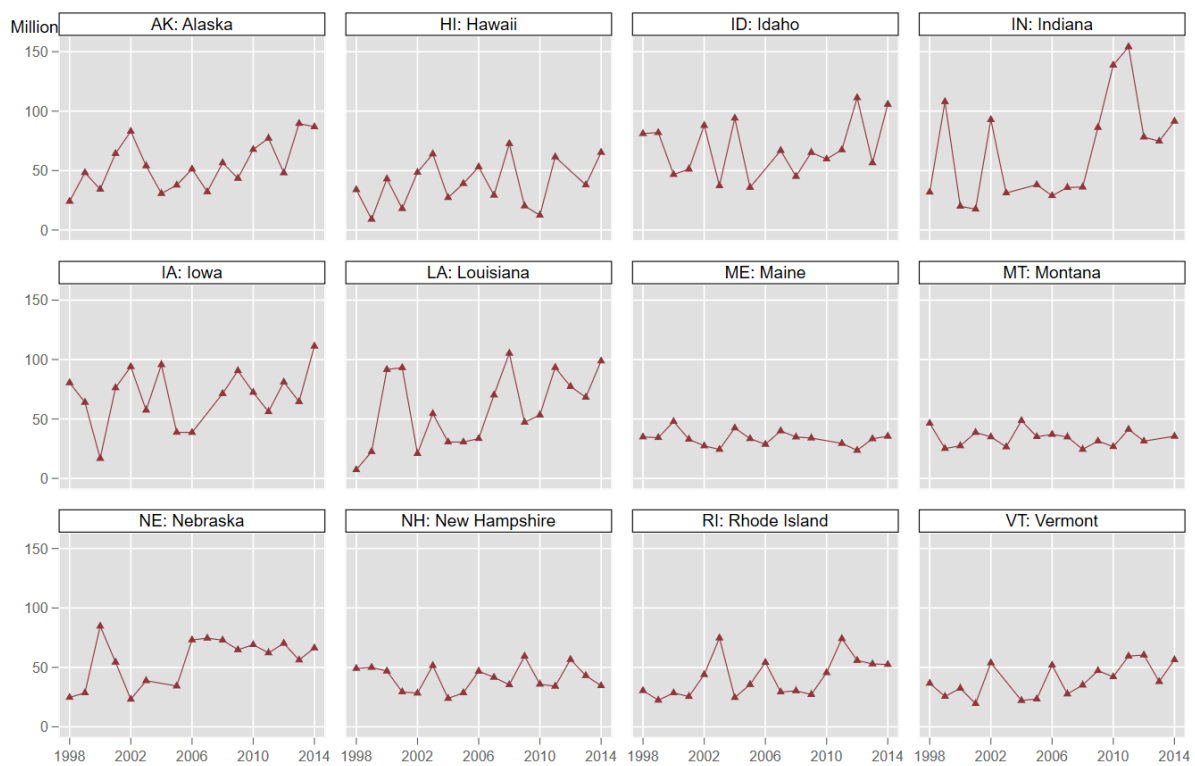 Million
AK: Alaska
HI: Hawaii
ID: Idaho
IN: Indiana
150
100
50
0
IA: Iowa
LA: Louisiana
ME: Maine
MT: Montana
150
100
50
0
NE: Nebraska
NH: New Hampshire
RI: Rhode Island
VT: Vermont
150
100
50
0
1998 2002 2006 2010 2014 1998 2002 2006 2010 2014 1998 2002 2006 2010 2014 1998 2002 2006 2010 2014